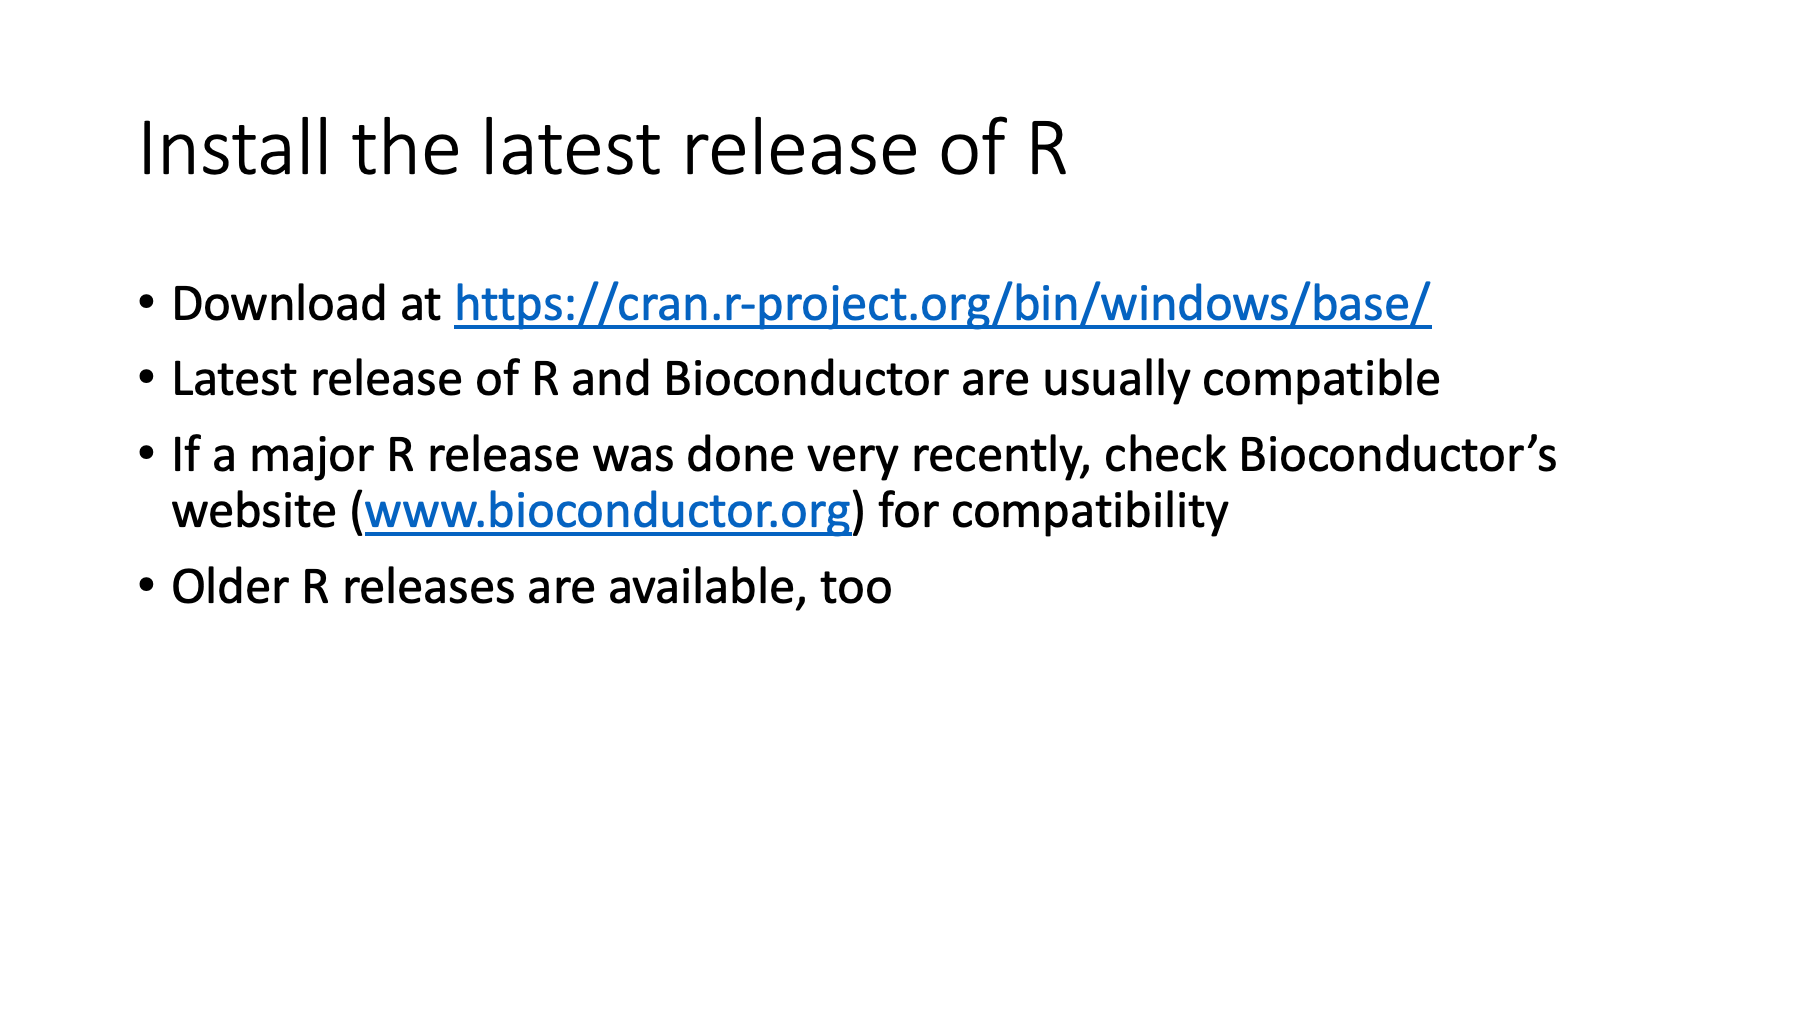 Install the latest release of R
• Download at https://cran.r-project.org/bin/windows/base/
• Latest release of R and Bioconductor are usually compatible
• If a major R release was done very recently, check Bioconductor’s
website (www.bioconductor.org) for compatibility
• Older R releases are available, too